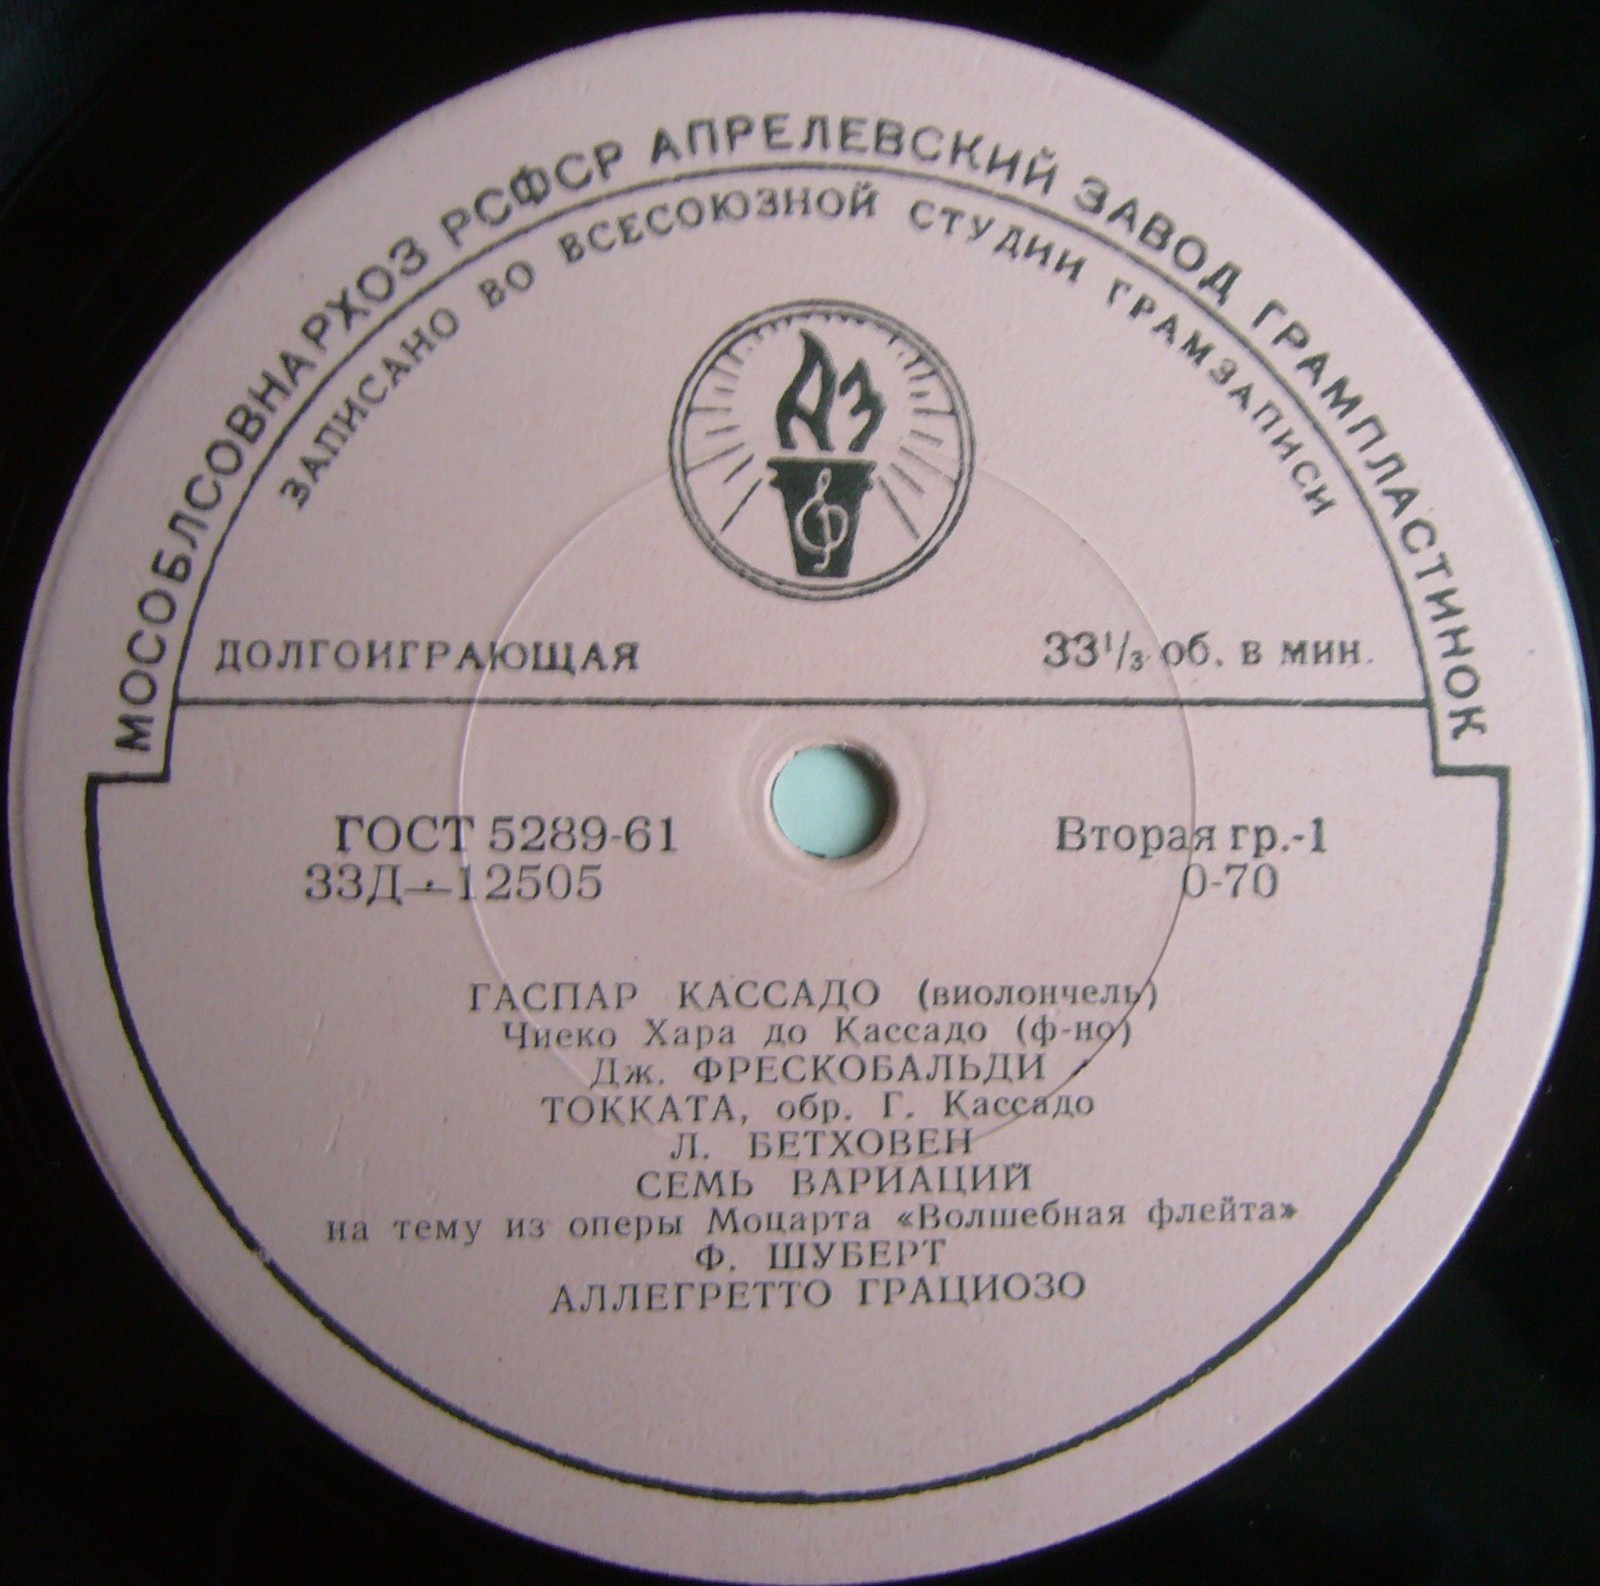 МОСОБЛСОВНАРХОЗ РСФСР АПРЕЛЕВСКИЙ ЗАВОД ГРАМПЛАСТИНОК
ЗАПИСАНО ВО ВСЕСОЮЗНОЙ СТУДИИ ГРАМЗАПИСИ
АЗ
ДОЛГОИГРАЮЩАЯ
33 1/3 об. в мин.
ГОСТ 5289-61
Вторая гр.-1
33Д—12505
0-70
ГАСПАР КАССАДО (виолончель)
Чиеко Хара до Кассадо (ф-но)
Дж. ФРЕСКОБАЛЬДИ
ТОККАТА, обр. Г. Кассадо
Л. БЕТХОВЕН
СЕМЬ ВАРИАЦИЙ
на тему из оперы Моцарта «Волшебная флейта»
Ф. ШУБЕРТ
АЛЛЕГРЕТТО ГРАЦИОЗО